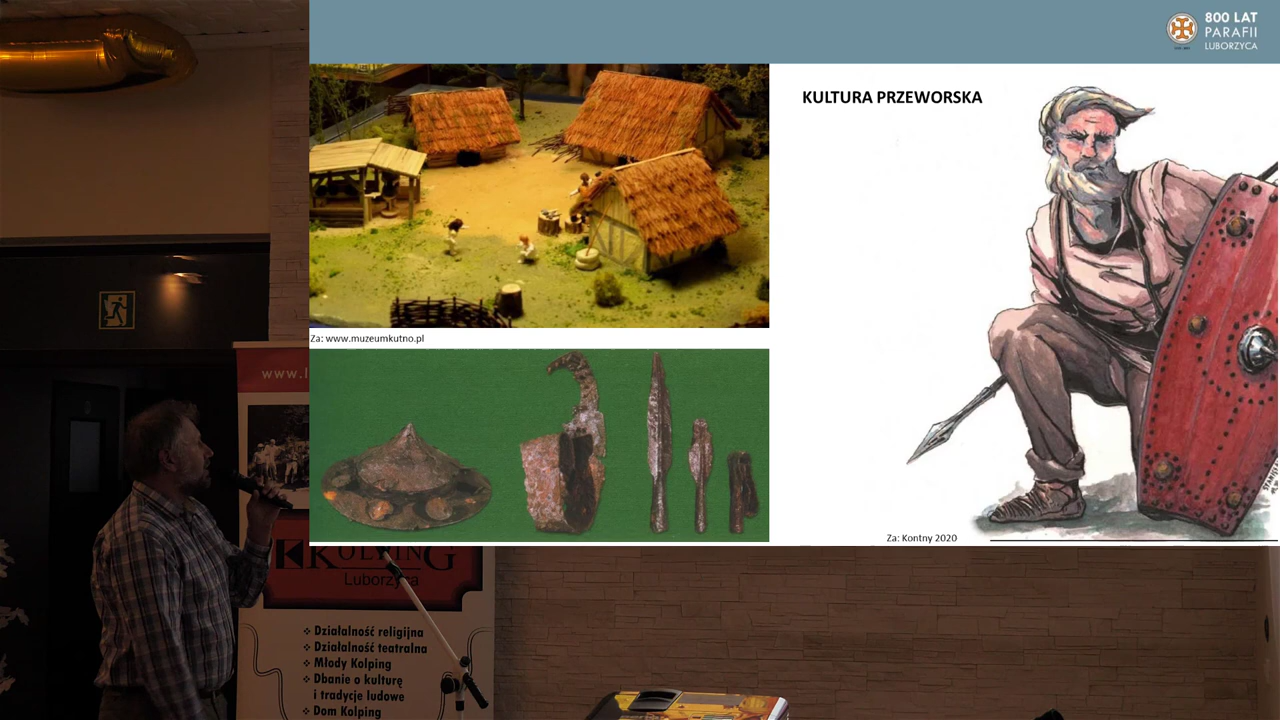 800 LAT
PARAFII
LUBORZYCA
KULTURA PRZEWORSKA
Za: www.muzeumkutno.pl
Za: Kontny 2020
www.l
KOLPING
Luborzyca
❖ Działalność religijna
❖ Działalność teatralna
❖ Młody Kolping
❖ Dbanie o kulturę
i tradycje ludowe
❖ Dom Kolping